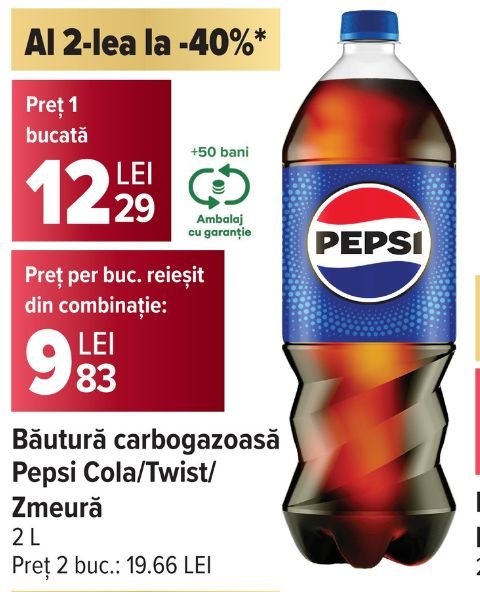 Al 2-lea la -40%*
Preț 1
bucată
12 LEI
29
+50 bani
Ambalaj
cu garanție
Preț per buc. reieșit
din combinație:
9 LEI
83
PEPSI
Băutură carbogazoasă
Pepsi Cola/Twist/
Zmeură
2 L
Preț 2 buc.: 19.66 LEI